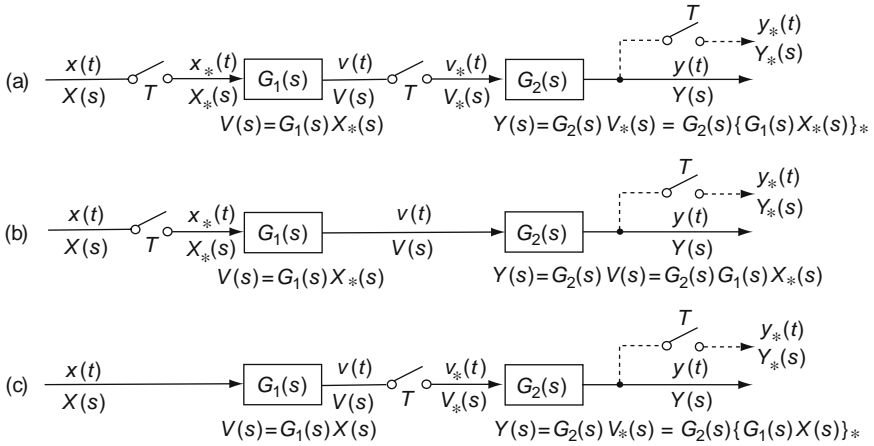 T
y∗(t)
x(t) x∗(t) G₁(s) v(t) v∗(t) G₂(s) y(t) Y∗(s)
(a)
X(s) T X∗(s) V(s) T V∗(s) Y(s)
V(s)=G₁(s)X∗(s) Y(s)=G₂(s)V∗(s) = G₂(s){G₁(s)X∗(s)}∗
T
y∗(t)
x(t) x∗(t) G₁(s) v(t) G₂(s) y(t) Y∗(s)
(b)
X(s) T X∗(s) V(s) Y(s)
V(s)=G₁(s)X∗(s) Y(s)=G₂(s)V(s)=G₂(s)G₁(s)X∗(s)
T
y∗(t)
x(t) G₁(s) v(t) v∗(t) G₂(s) y(t) Y∗(s)
(c)
X(s) V(s) T V∗(s) Y(s)
V(s)=G₁(s)X(s) Y(s)=G₂(s)V∗(s) = G₂(s){G₁(s)X(s)}∗